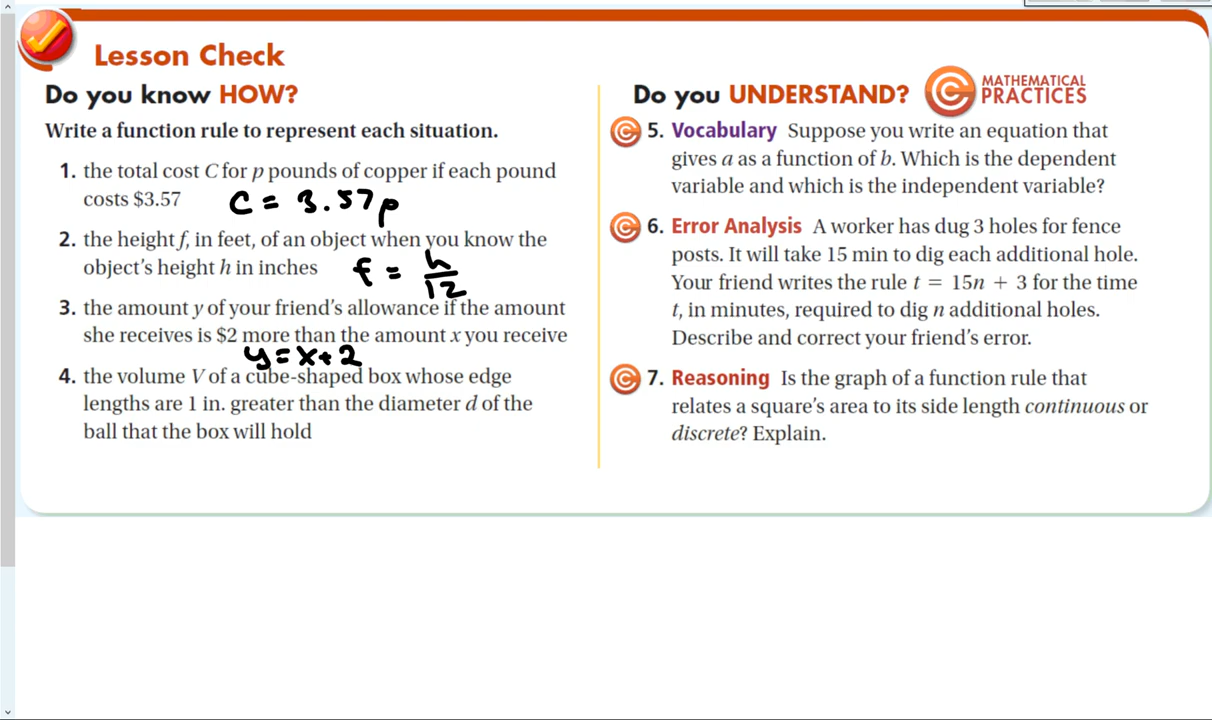 Lesson Check
Do you know HOW?
Write a function rule to represent each situation.
1. the total cost C for p pounds of copper if each pound
costs $3.57
C = 3.57p
2. the height f, in feet, of an object when you know the
object's height h in inches
f = h/12
3. the amount y of your friend's allowance if the amount
she receives is $2 more than the amount x you receive
y = x + 2
4. the volume V of a cube-shaped box whose edge
lengths are 1 in. greater than the diameter d of the
ball that the box will hold
Do you UNDERSTAND?
MATHEMATICAL
PRACTICES
5. Vocabulary Suppose you write an equation that
gives a as a function of b. Which is the dependent
variable and which is the independent variable?
6. Error Analysis A worker has dug 3 holes for fence
posts. It will take 15 min to dig each additional hole.
Your friend writes the rule t = 15n + 3 for the time
t, in minutes, required to dig n additional holes.
Describe and correct your friend's error.
7. Reasoning Is the graph of a function rule that
relates a square's area to its side length continuous or
discrete? Explain.